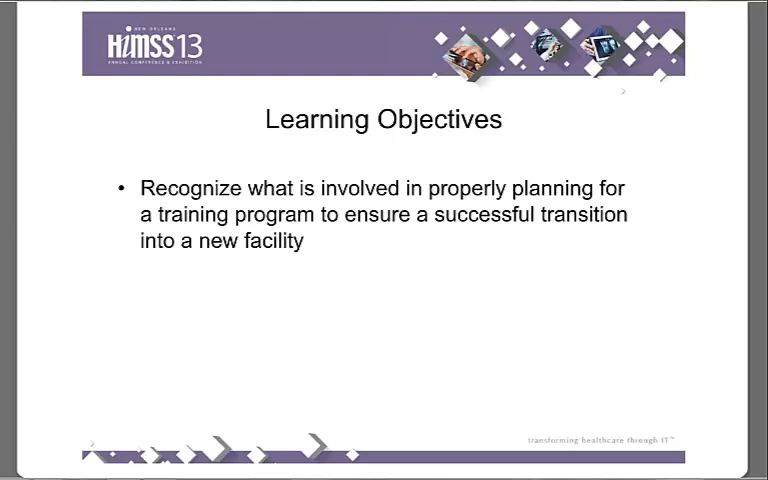 NEW ORLEANS
HIMSS13
ANNUAL CONFERENCE & EXHIBITION
Learning Objectives
• Recognize what is involved in properly planning for
a training program to ensure a successful transition
into a new facility
transforming healthcare through IT™